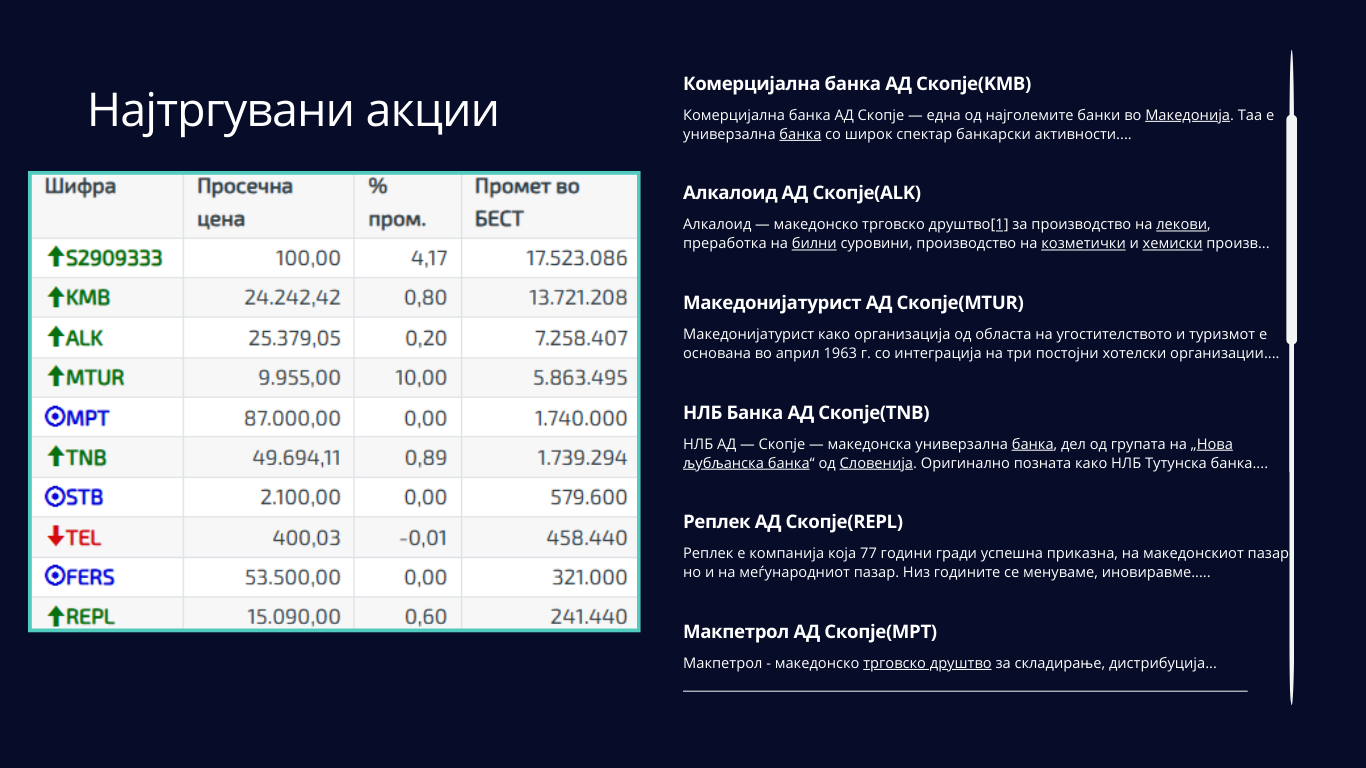 Најтргувани акции
Шифра Просечна цена % пром. Промет во БЕСТ
S2909333 100,00 4,17 17.523.086
KMB 24.242,42 0,80 13.721.208
ALK 25.379,05 0,20 7.258.407
MTUR 9.955,00 10,00 5.863.495
MPT 87.000,00 0,00 1.740.000
TNB 49.694,11 0,89 1.739.294
STB 2.100,00 0,00 579.600
TEL 400,03 -0,01 458.440
FERS 53.500,00 0,00 321.000
REPL 15.090,00 0,60 241.440
Комерцијална банка АД Скопје(KMB)
Комерцијална банка АД Скопје — една од најголемите банки во Македонија. Таа е
универзална банка со широк спектар банкарски активности....
Алкалоид АД Скопје(ALK)
Алкалоид — македонско трговско друштво[1] за производство на лекови,
преработка на билни суровини, производство на козметички и хемиски произв...
Македонијатурист АД Скопје(MTUR)
Македонијатурист како организација од областа на угостителството и туризмот е
основана во април 1963 г. со интеграција на три постојни хотелски организации....
НЛБ Банка АД Скопје(TNB)
НЛБ АД — Скопје — македонска универзална банка, дел од групата на „Нова
љубљанска банка“ од Словенија. Оригинално позната како НЛБ Тутунска банка....
Реплек АД Скопје(REPL)
Реплек е компанија која 77 години гради успешна приказна, на македонскиот пазар
но и на меѓународниот пазар. Низ годините се менуваме, иновиравме.....
Макпетрол АД Скопје(MPT)
Макпетрол - македонско трговско друштво за складирање, дистрибуција...